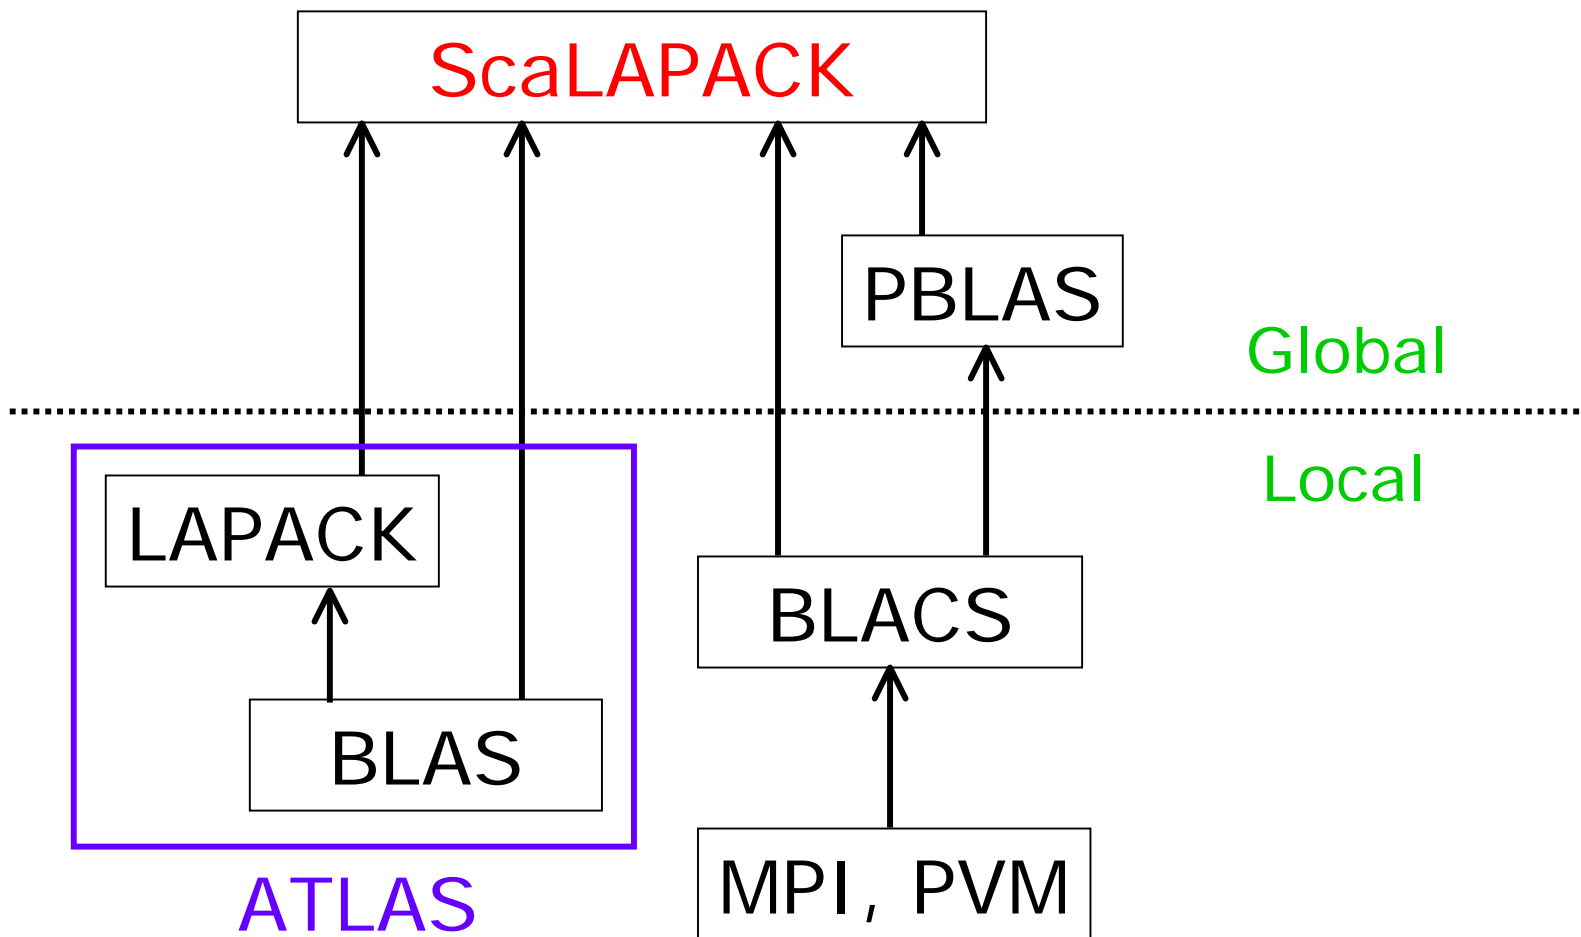 ScaLAPACK
PBLAS
Global
Local
LAPACK
BLACS
BLAS
MPI, PVM
ATLAS